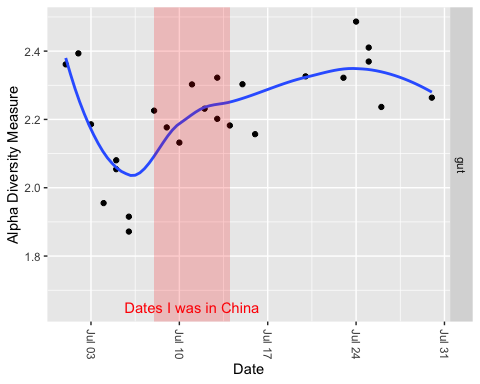 2.4
2.2
2.0
1.8
Alpha Diversity Measure
gut
Dates I was in China
Jul 03
Jul 10
Jul 17
Jul 24
Jul 31
Date